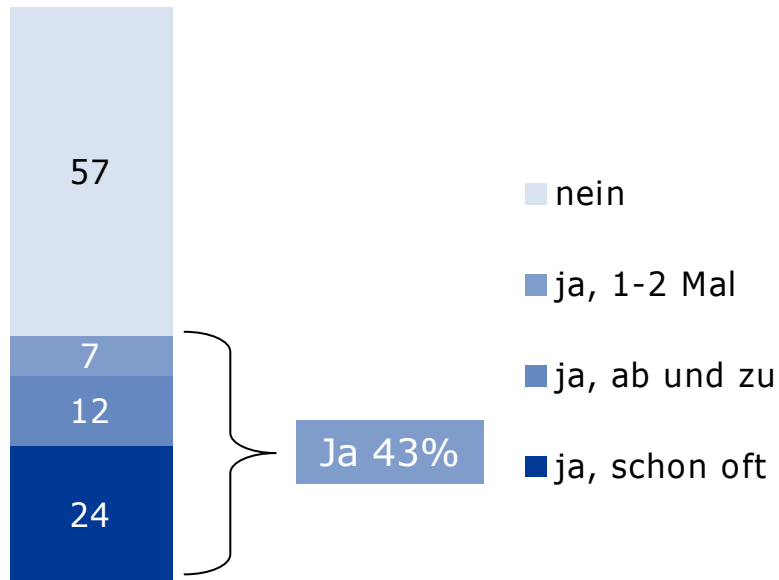 57
nein
ja, 1-2 Mal
7
ja, ab und zu
12
Ja 43%
ja, schon oft
24